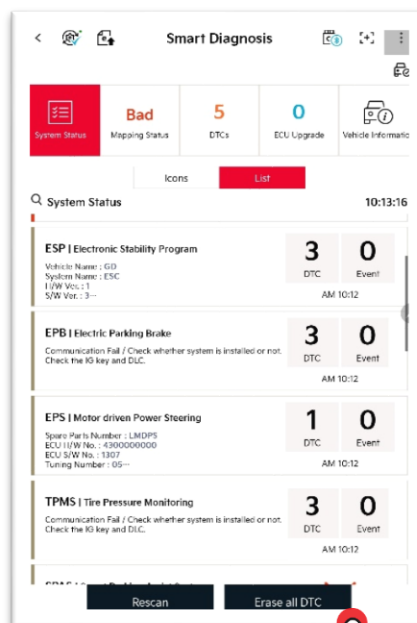 Smart Diagnosis
Bad
5
0
System Status
Mapping Status
DTCs
ECU Upgrade
Vehicle Informatic
Icons
List
System Status
10:13:16
ESP | Electronic Stability Program
Vehicle Name : GD
System Name : ESC
H/W Ver. : 1
S/W Ver. : 3...
3
DTC
0
Event
AM 10:12
EPB | Electric Parking Brake
Communication Fail / Check whether system is installed or not.
Check the IG key and DLC.
3
DTC
0
Event
AM 10:12
EPS | Motor driven Power Steering
Spare Parts Number : LMDPS
ECU H/W No. : 4300000000
ECU S/W No. : 1307
Tuning Number : 05...
1
DTC
0
Event
AM 10:12
TPMS | Tire Pressure Monitoring
Communication Fail / Check whether system is installed or not.
Check the IG key and DLC.
3
DTC
0
Event
AM 10:12
Rescan
Erase all DTC